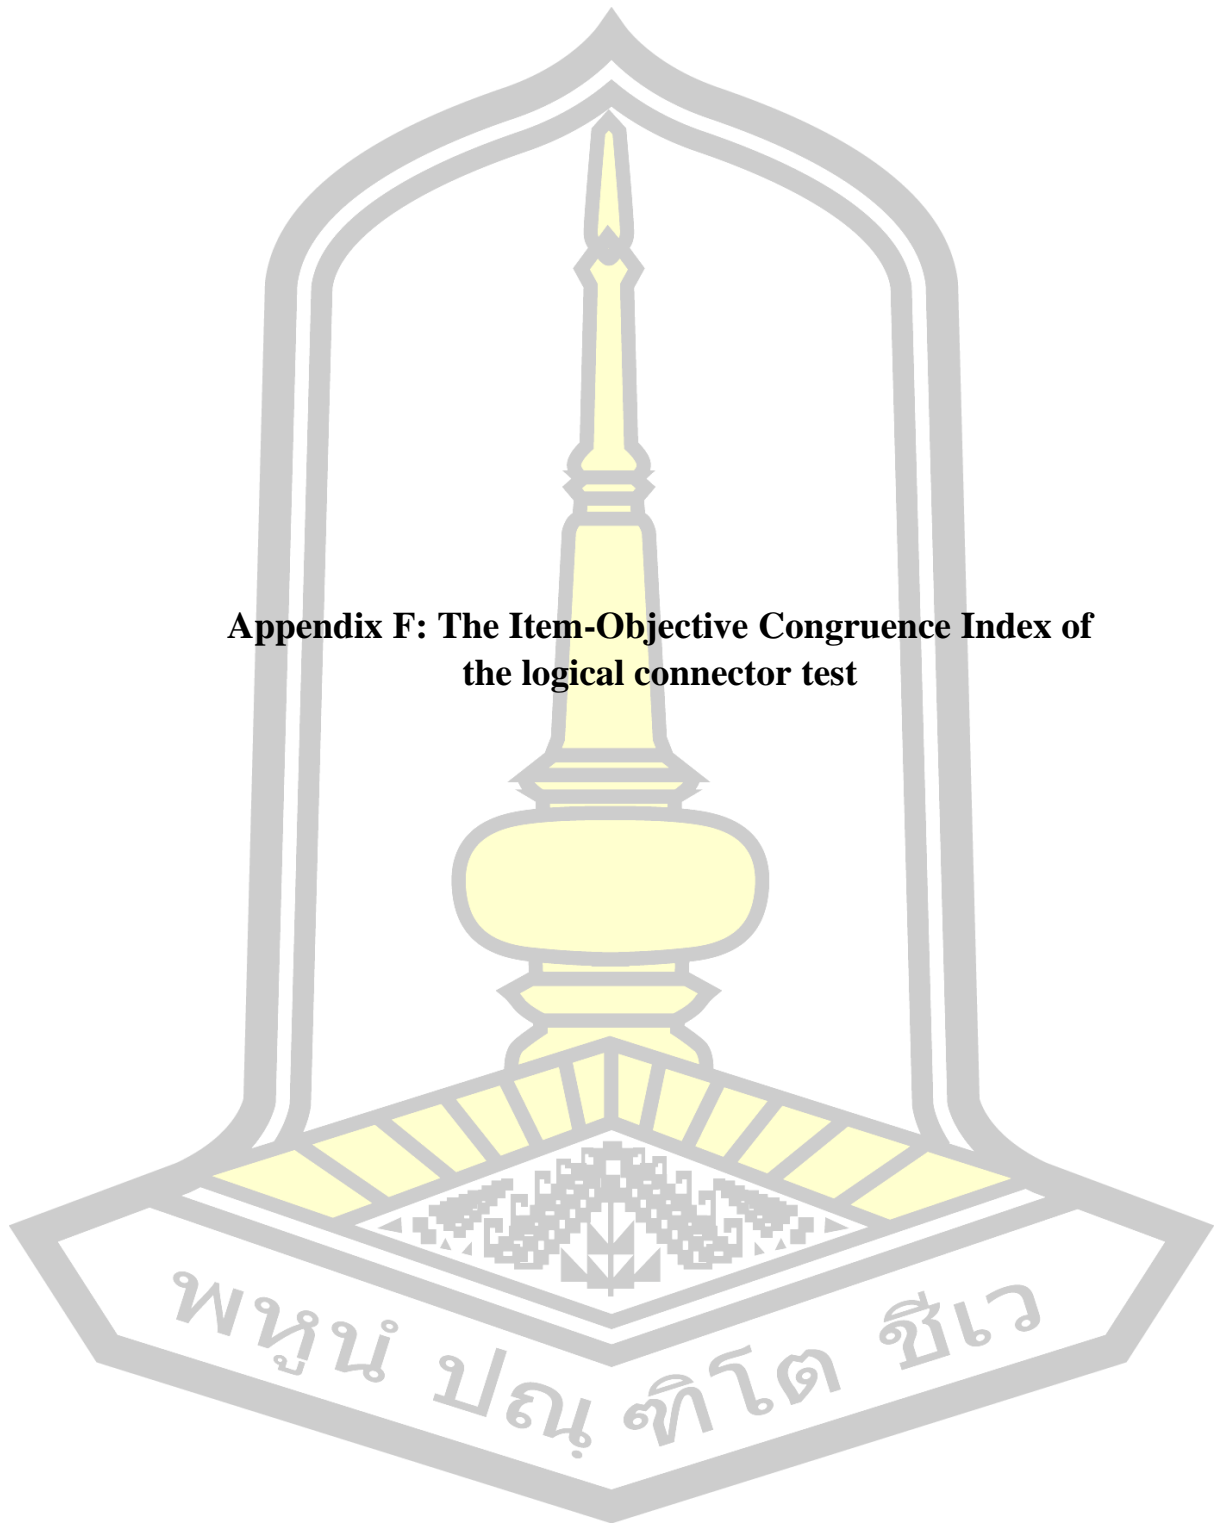 Appendix F: The Item-Objective Congruence Index of
the logical connector test
พหูนํ ปณฺ ฑิโต ชีเว